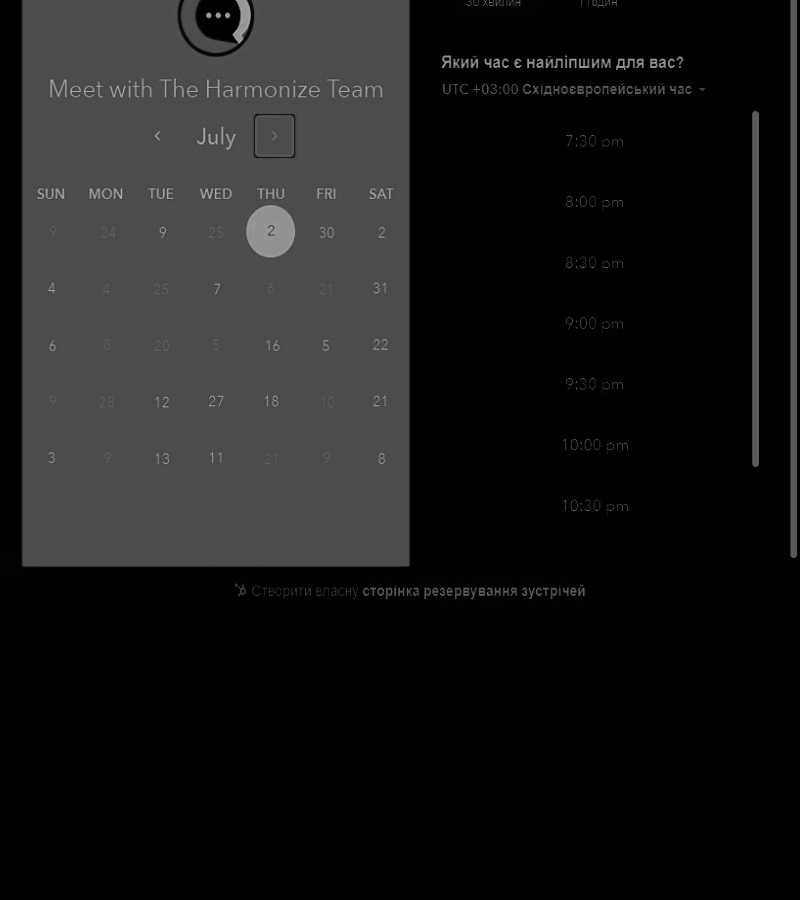 30 хвилин 1 годин
Meet with The Harmonize Team
July
SUN MON TUE WED THU FRI SAT
9 24 9 25 2 30 2
4 4 25 7 6 21 31
6 8 20 5 16 5 22
9 28 12 27 18 10 21
3 9 13 11 21 9 8
Який час є найліпшим для вас?
UTC +03:00 Східноєвропейський час
7:30 pm
8:00 pm
8:30 pm
9:00 pm
9:30 pm
10:00 pm
10:30 pm
Створити власну сторінка резервування зустрічей